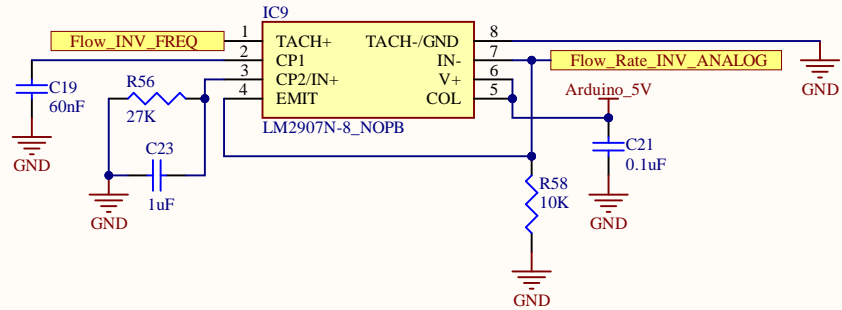 IC9
Flow_INV_FREQ
1
TACH+
TACH-/GND
8
2
CP1
IN-
7
Flow_Rate_INV_ANALOG
3
CP2/IN+
V+
6
4
EMIT
COL
5
LM2907N-8_NOPB
C19
60nF
GND
R56
27K
C23
1uF
GND
Arduino_5V
C21
0.1uF
GND
GND
R58
10K
GND